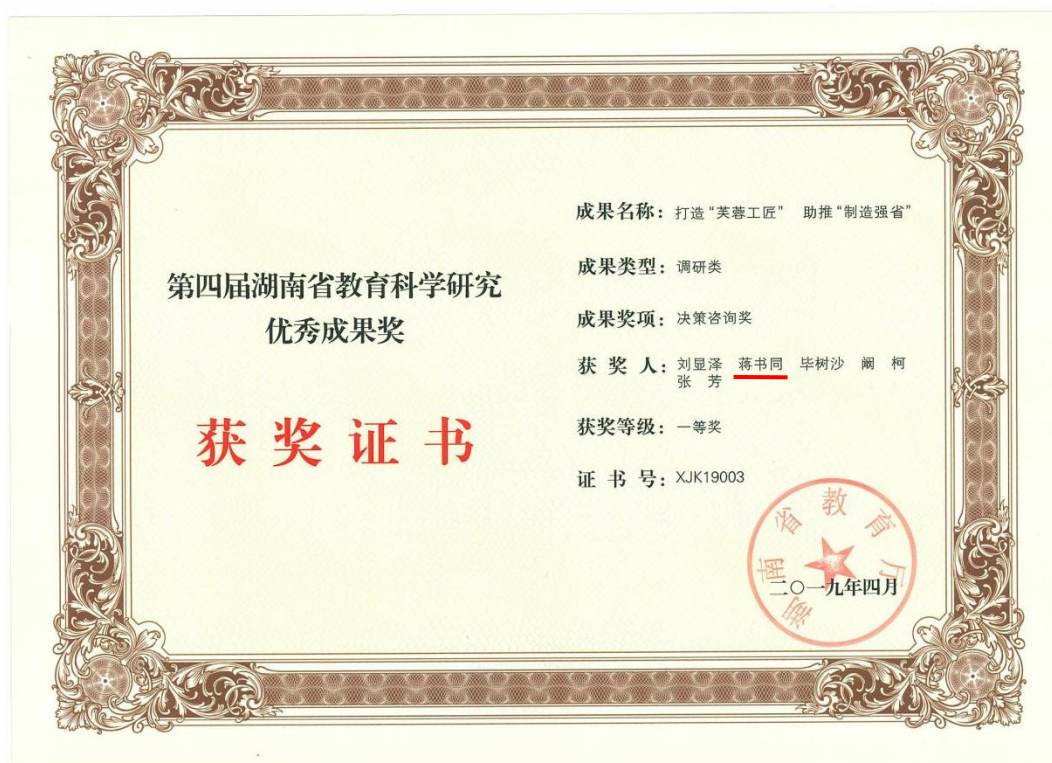 第四届湖南省教育科学研究
优秀成果奖
获奖证书
成果名称：打造“芙蓉工匠” 助推“制造强省”
成果类型：调研类
成果奖项：决策咨询奖
获 奖 人：刘显泽 蒋书同 毕树沙 阚 柯
张 芳
获奖等级：一等奖
证 书 号：XJK19003
湖南省教育厅
二○一九年四月